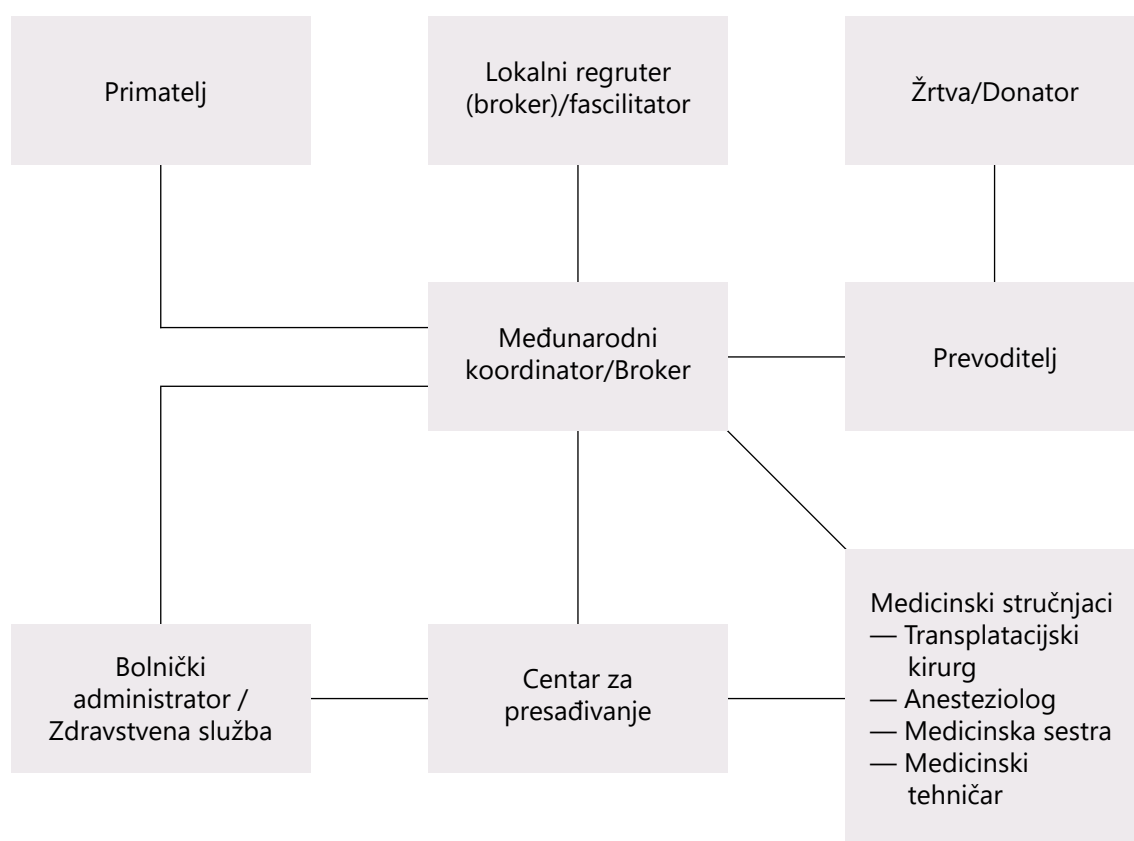 Primatelj
Lokalni regruter
(broker)/fascilitator
Žrtva/Donator
Međunarodni
koordinator/Broker
Prevoditelj
Bolnički
administrator /
Zdravstvena služba
Centar za
presađivanje
Medicinski stručnjaci
— Transplatacijski
kirurg
— Anesteziolog
— Medicinska sestra
— Medicinski
tehničar